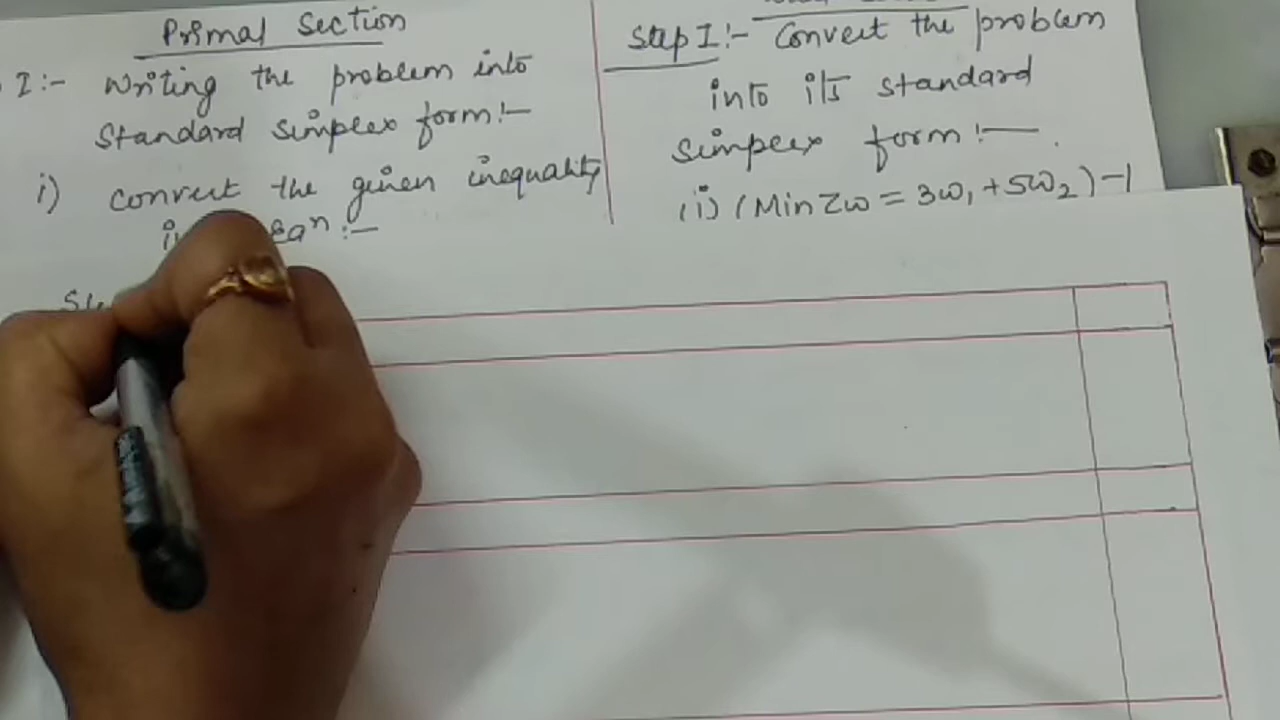 Primal Section
I:- Writing the problem into
Standard Simplex form:-
i) Convert the given inequality
Eqn :-
Step I:- Convert the problem
into its standard
simplex form:-
(i) (Min Zw = 3w1 + 5w2) -1